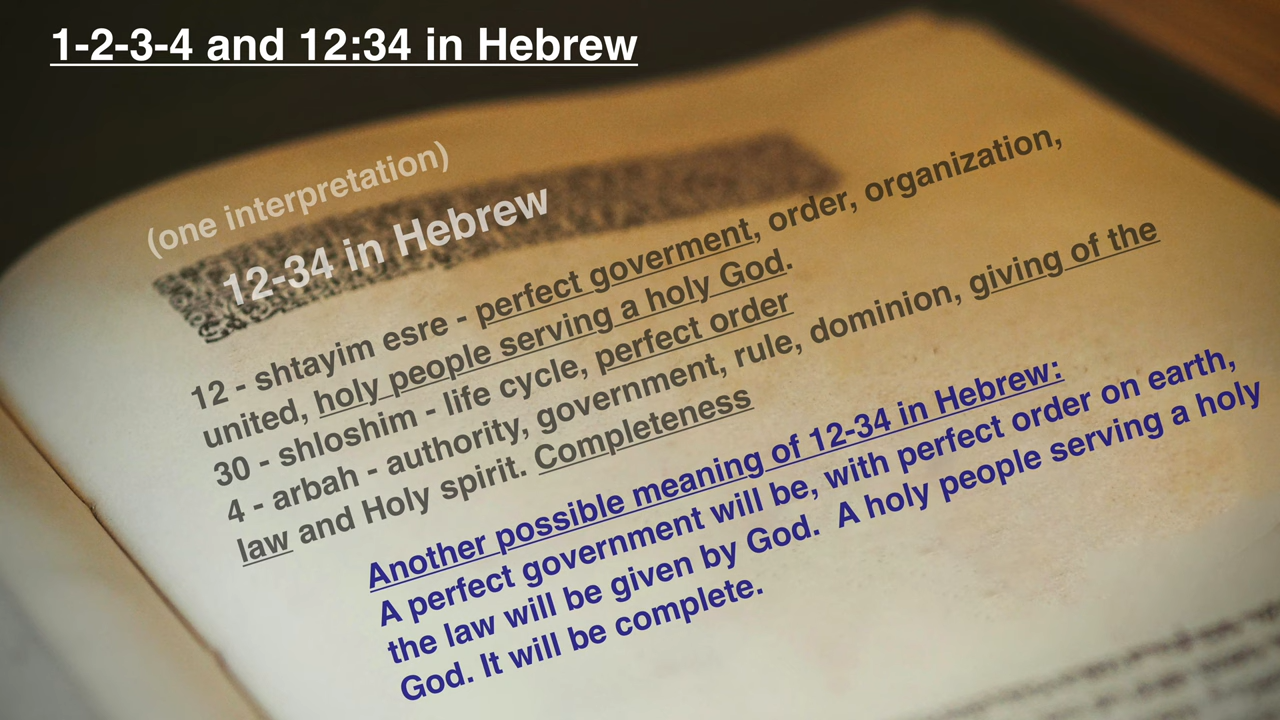 1-2-3-4 and 12:34 in Hebrew
(one interpretation)
12-34 in Hebrew
12 - shtayim esre - perfect goverment, order, organization,
united, holy people serving a holy God.
30 - shloshim - life cycle, perfect order
4 - arbah - authority, government, rule, dominion, giving of the
law and Holy spirit. Completeness
Another possible meaning of 12-34 in Hebrew:
A perfect government will be, with perfect order on earth,
the law will be given by God.  A holy people serving a holy
God. It will be complete.